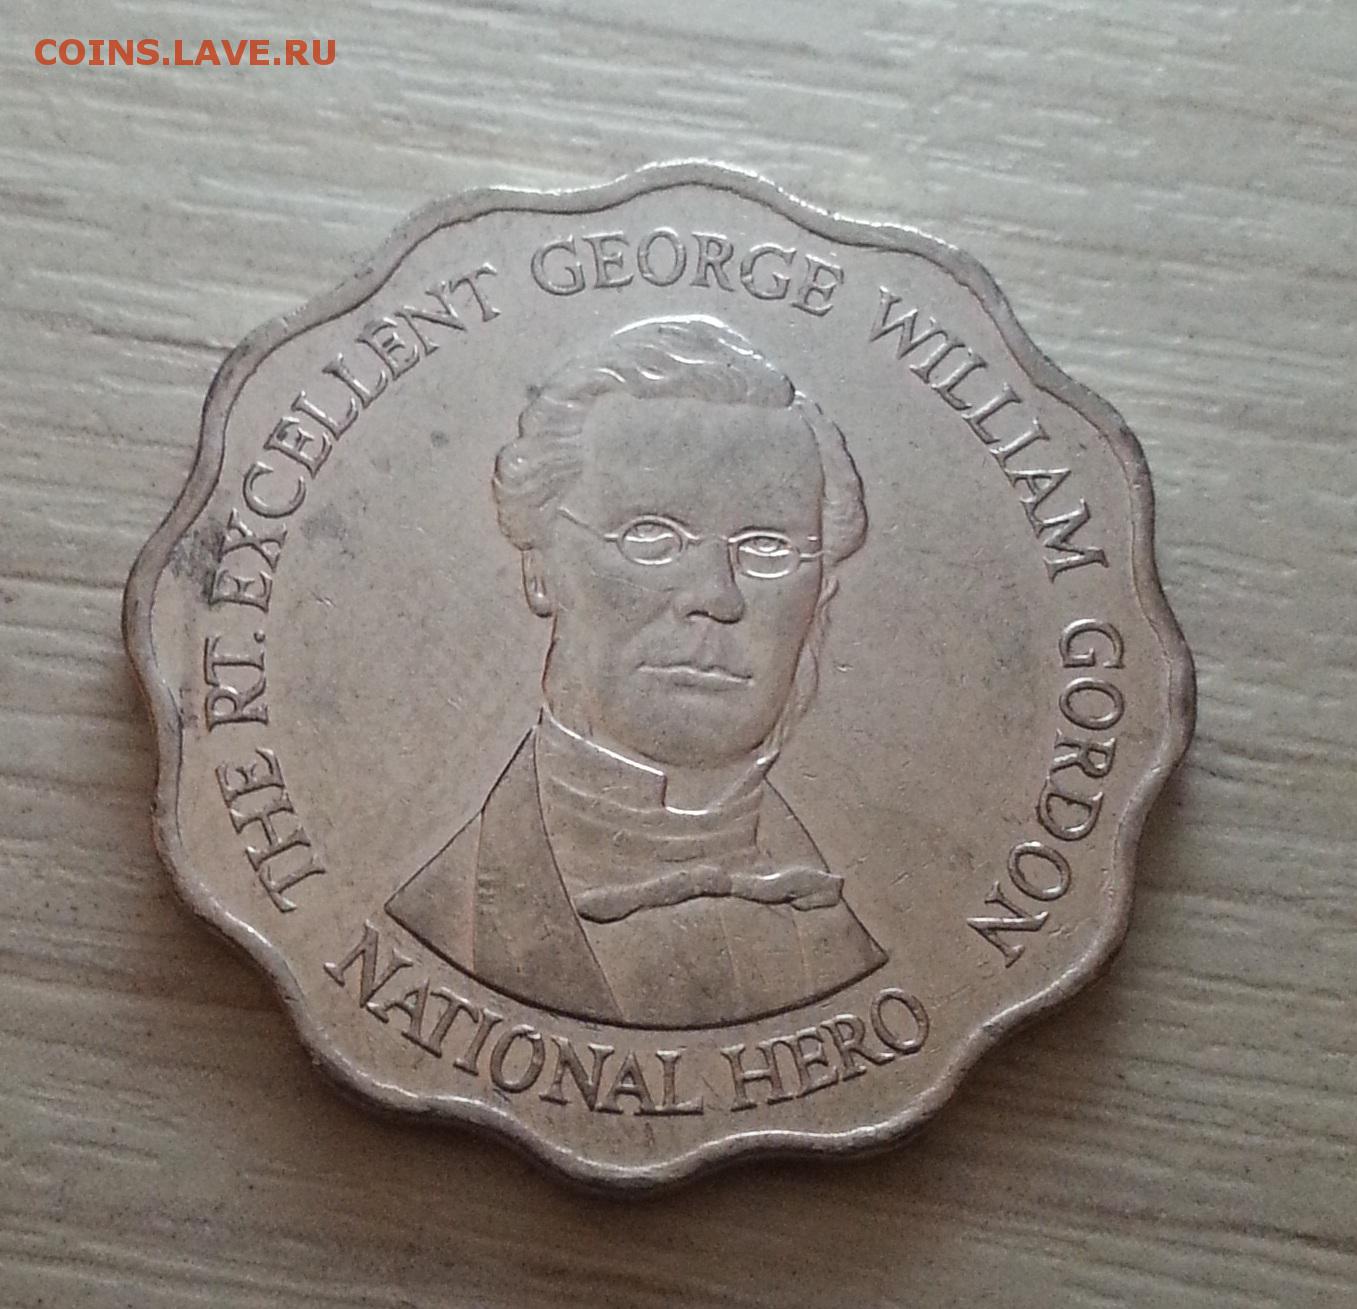 COINS.LAVE.RU
THE RT. EXCELLENT GEORGE WILLIAM GORDON
NATIONAL HERO